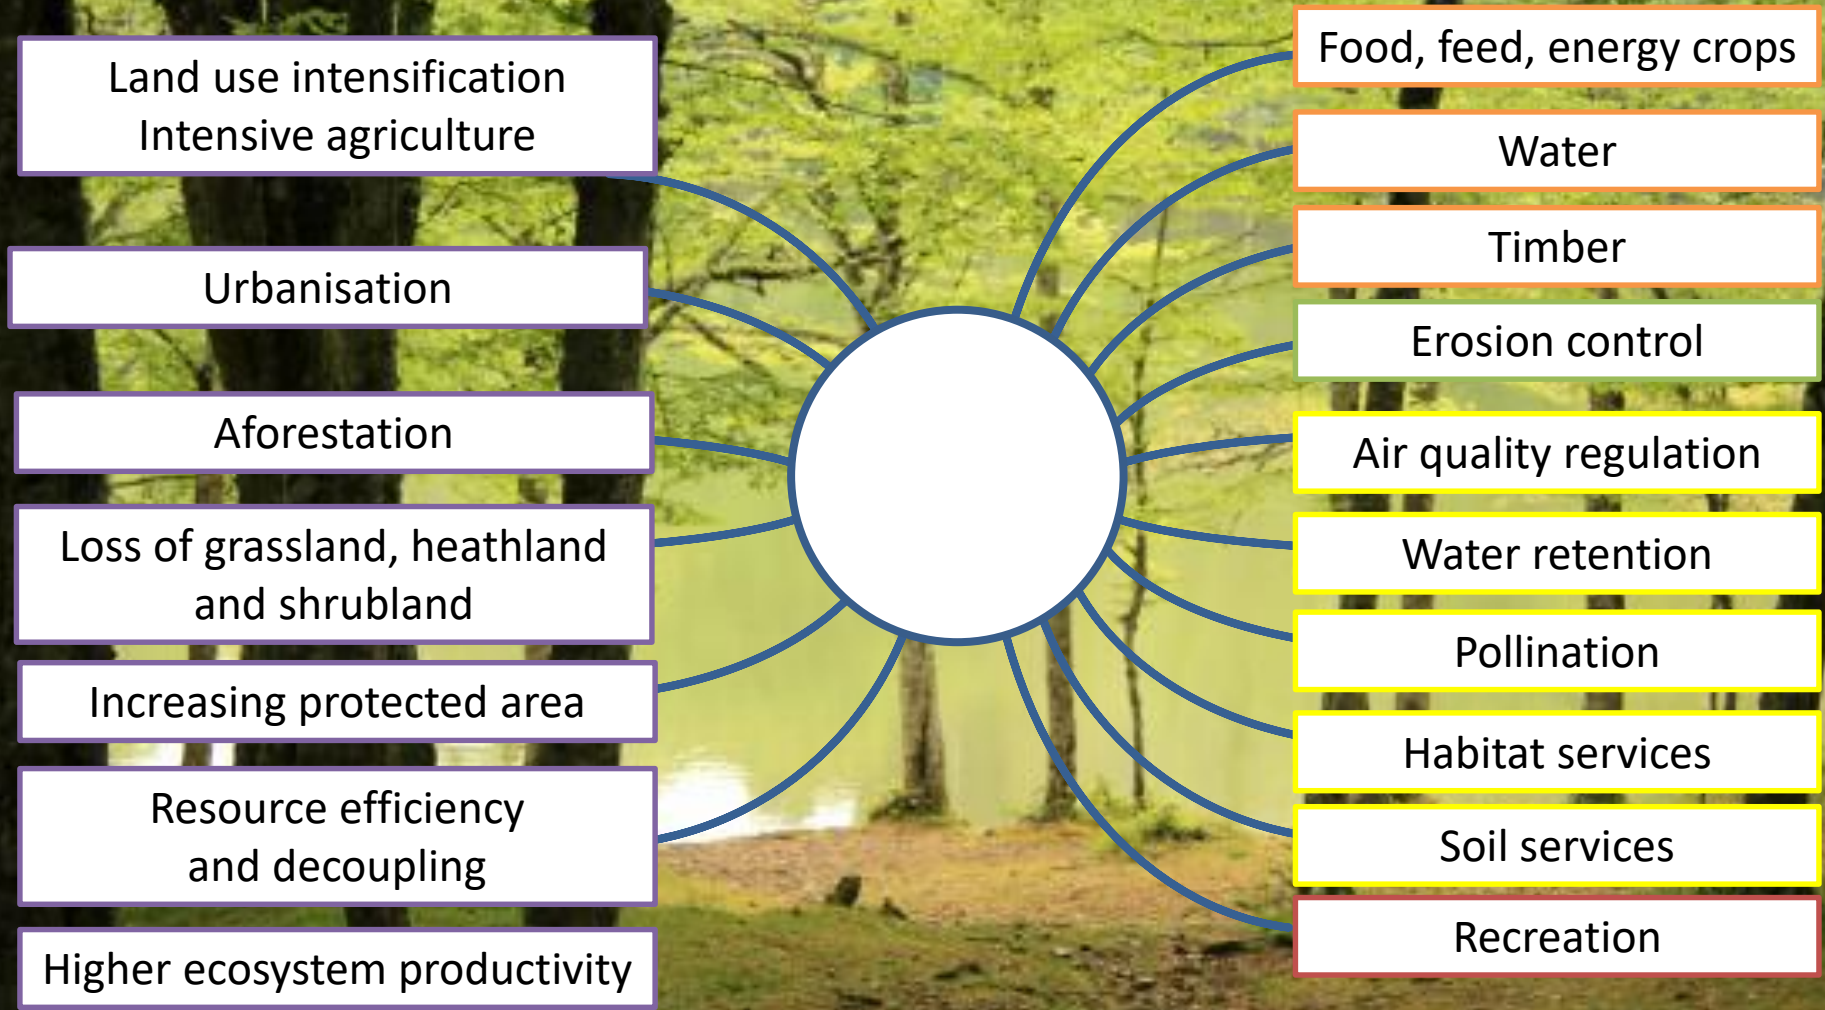 Land use intensification
Intensive agriculture
Urbanisation
Aforestation
Loss of grassland, heathland
and shrubland
Increasing protected area
Resource efficiency
and decoupling
Higher ecosystem productivity
Food, feed, energy crops
Water
Timber
Erosion control
Air quality regulation
Water retention
Pollination
Habitat services
Soil services
Recreation